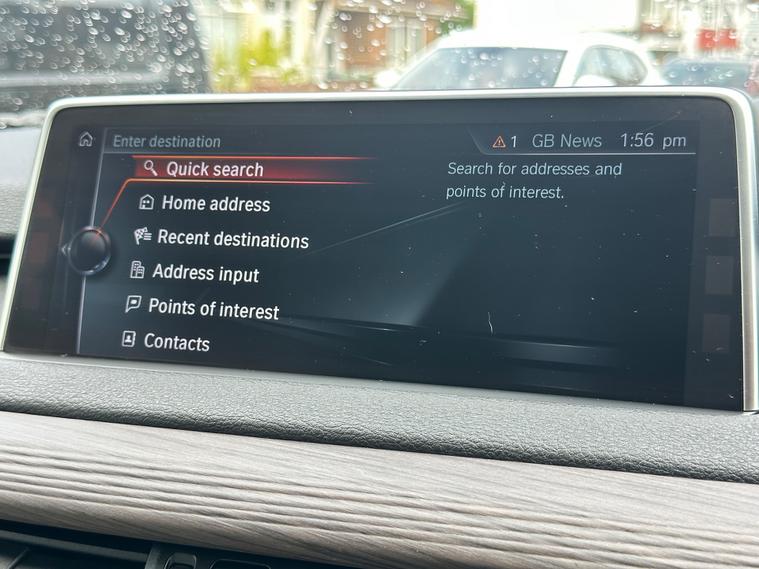 Enter destination
1 GB News 1:56 pm
Quick search
Home address
Recent destinations
Address input
Points of interest
Contacts
Search for addresses and
points of interest.